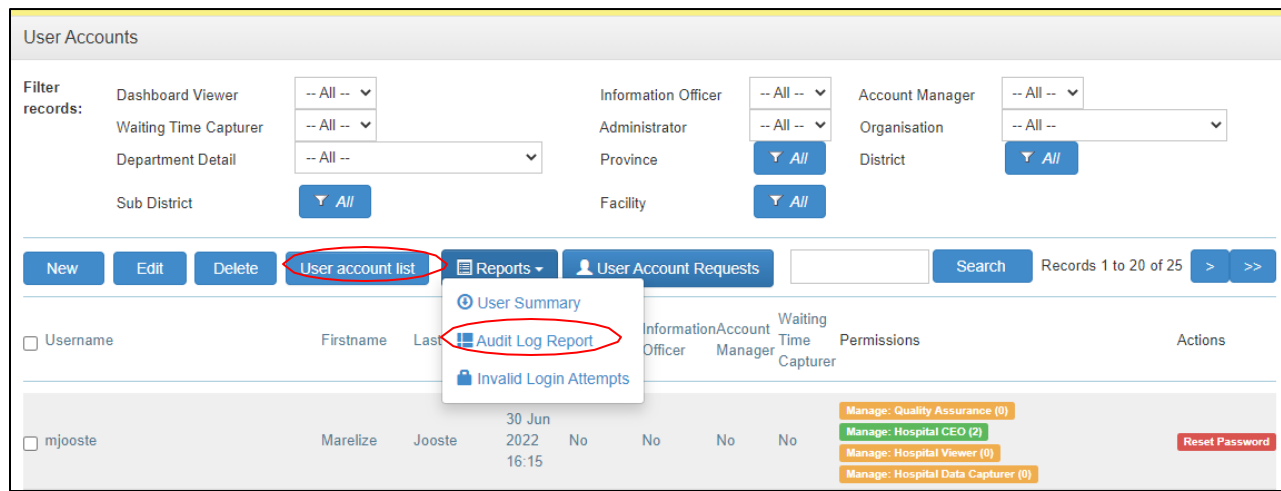 User Accounts
Filter records:
Dashboard Viewer -- All -- Information Officer -- All -- Account Manager -- All --
Waiting Time Capturer -- All -- Administrator -- All -- Organisation -- All --
Department Detail -- All -- Province All District All
Sub District All Facility All
New Edit Delete User account list Reports User Account Requests Search Records 1 to 20 of 25 > >>
User Summary
Audit Log Report
Invalid Login Attempts
Username Firstname Last Information Officer Account Manager Waiting Time Capturer Permissions Actions
mjooste Marelize Jooste 30 Jun 2022 16:15 No No No No
Manage: Quality Assurance (0)
Manage: Hospital CEO (2)
Manage: Hospital Viewer (0)
Manage: Hospital Data Capturer (0)
Reset Password